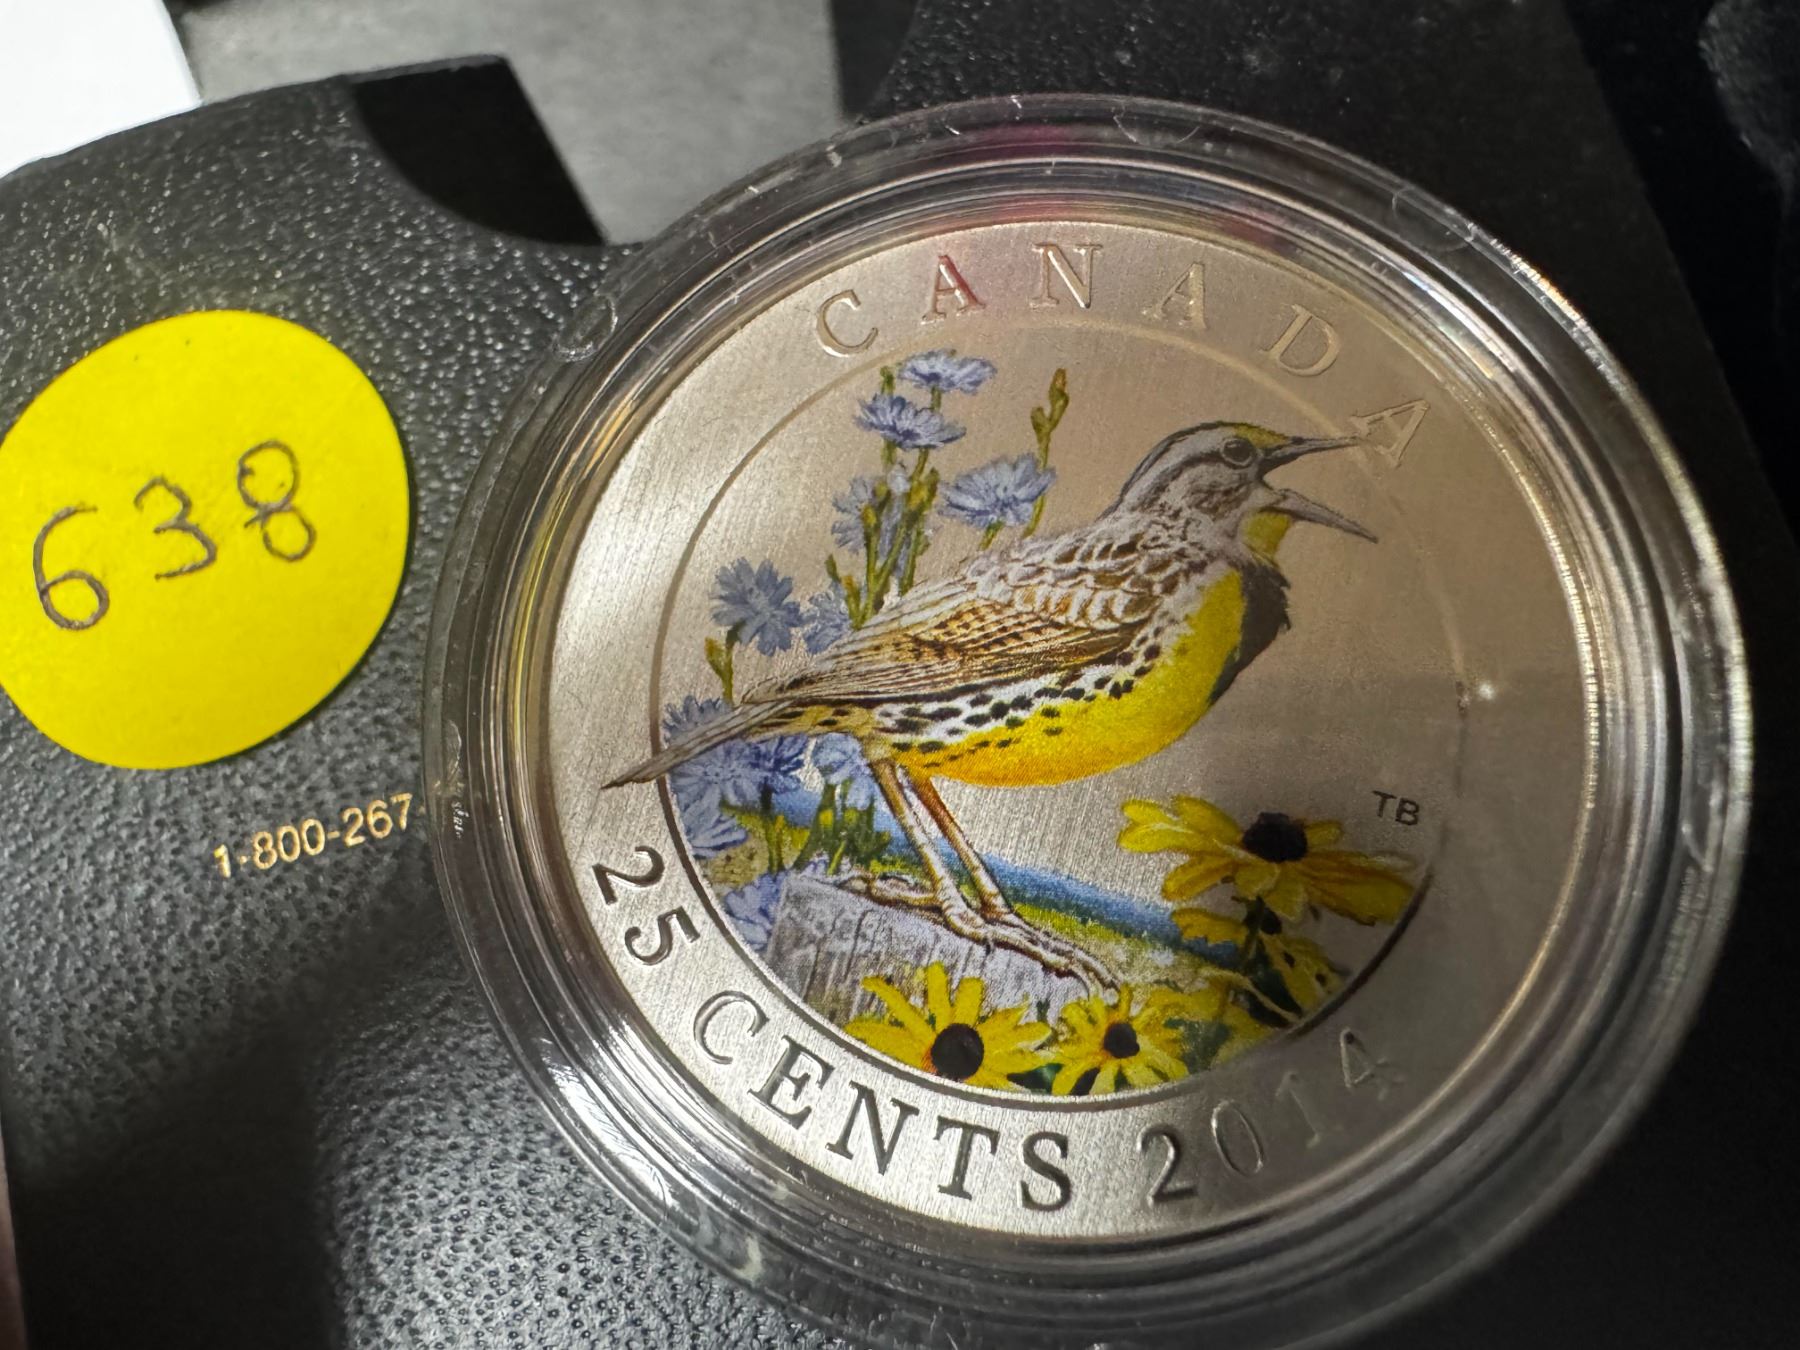 638
1-800-267-
CANADA
TB
25 CENTS 2014